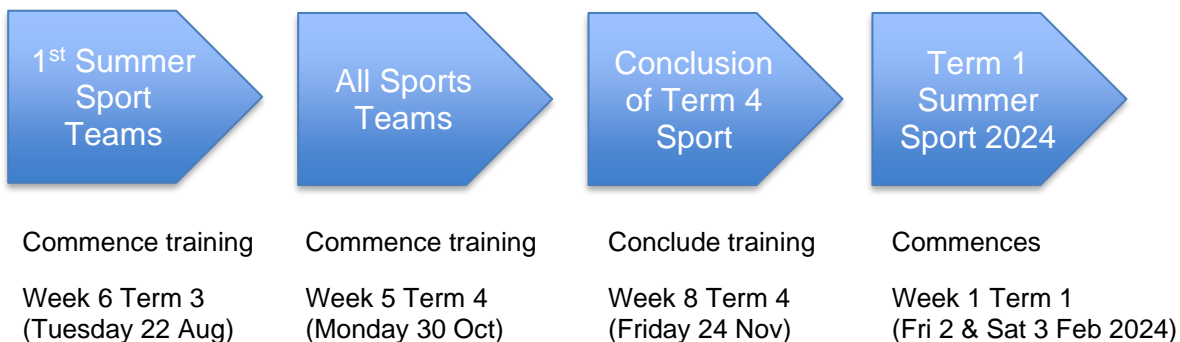 1st Summer
Sport
Teams
All Sports
Teams
Conclusion
of Term 4
Sport
Term 1
Summer
Sport 2024
Commence training
Week 6 Term 3
(Tuesday 22 Aug)
Commence training
Week 5 Term 4
(Monday 30 Oct)
Conclude training
Week 8 Term 4
(Friday 24 Nov)
Commences
Week 1 Term 1
(Fri 2 & Sat 3 Feb 2024)